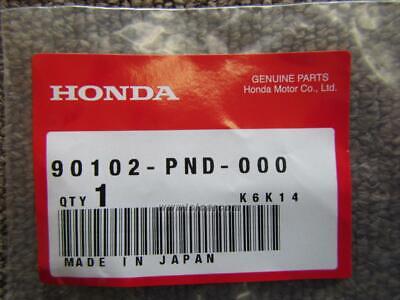 HONDA
GENUINE PARTS
Honda Motor Co., Ltd.
90102-PND-000
QTY 1
K6K14
MADE IN JAPAN